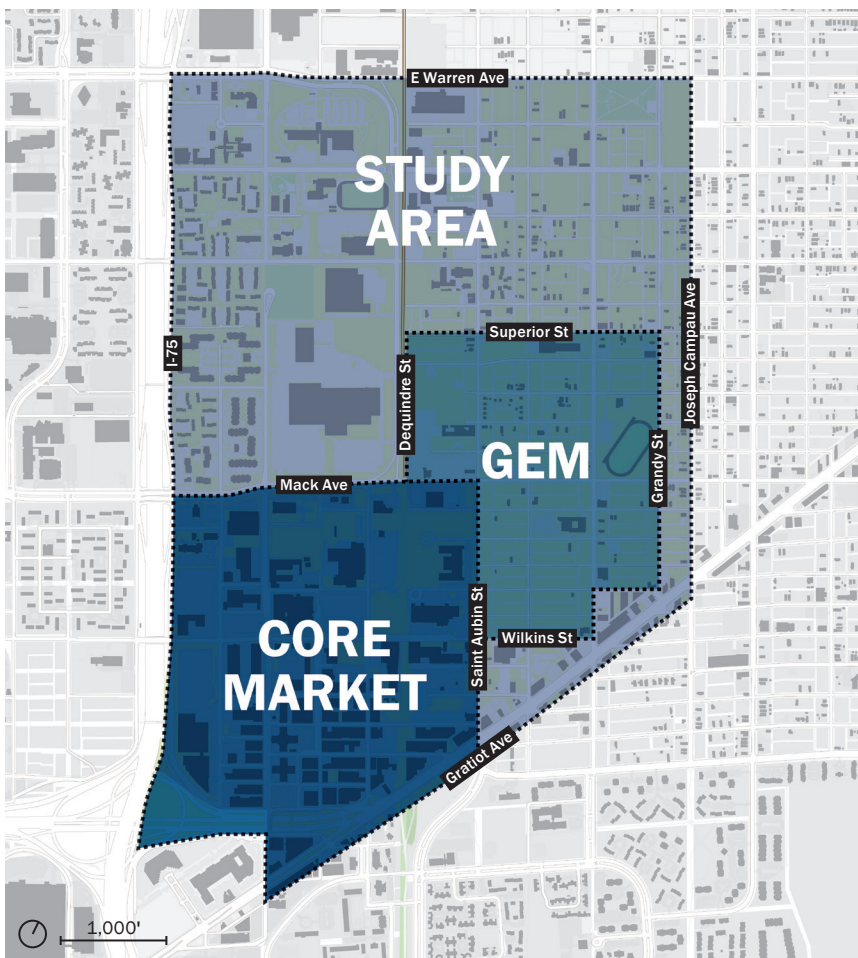 E Warren Ave
STUDY
AREA
Superior St
I-75
Dequindre St
Joseph Campau Ave
GEM
Grandy St
Mack Ave
CORE
MARKET
Saint Aubin St
Wilkins St
Gratiot Ave
1,000'